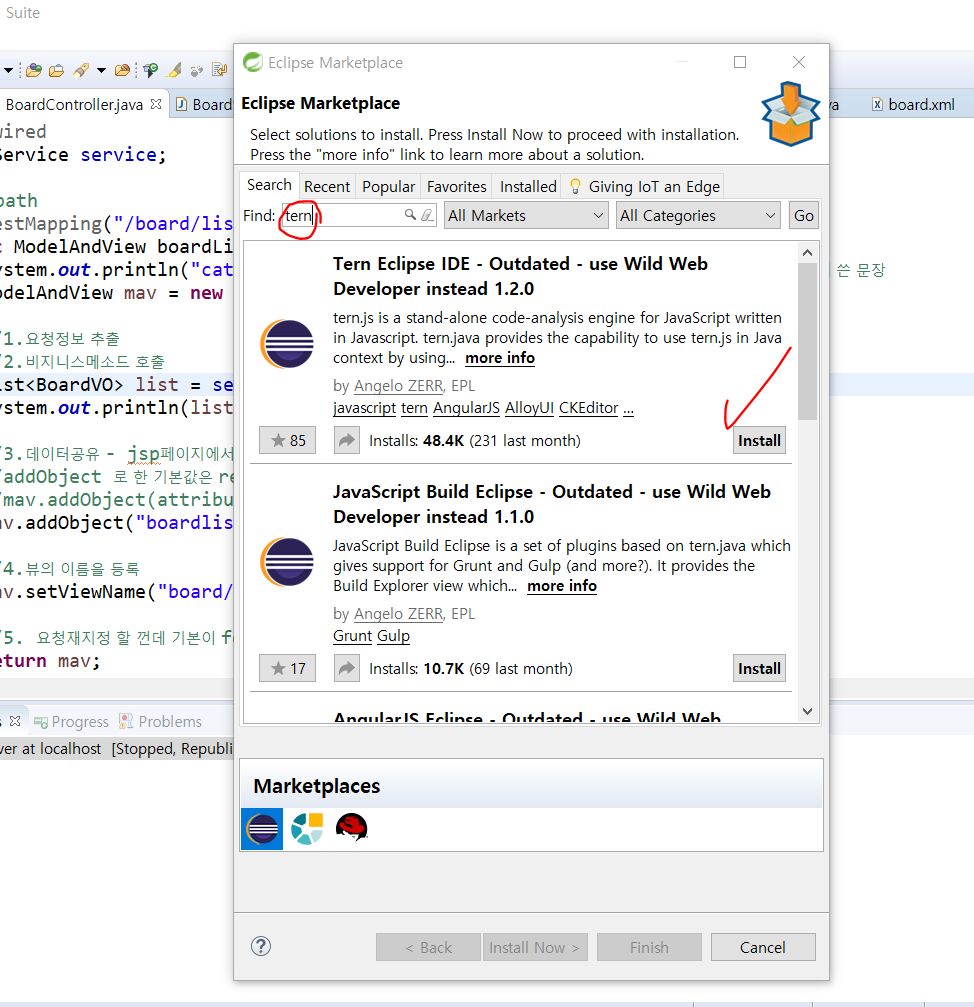 Suite
BoardController.java
Board
va
board.xml
wired
Service service;
path
estMapping("/board/lis
c ModelAndView boardLi
ystem.out.println("cat
쓴 문장
odelAndView mav = new
/1.요청정보 추출
/2.비지니스메소드 호출
ist<BoardVO> list = se
ystem.out.println(list
/3.데이터공유 - jsp페이지에서
/addObject 로 한 기본값은 re
/mav.addObject(attribu
av.addObject("boardlis
/4.뷰의 이름을 등록
av.setViewName("board/
/5. 요청재지정 할 껀데 기본이 fo
eturn mav;
s
Progress
Problems
ver at localhost [Stopped, Republi
Eclipse Marketplace
Eclipse Marketplace
Select solutions to install. Press Install Now to proceed with installation.
Press the "more info" link to learn more about a solution.
Search Recent Popular Favorites Installed Giving IoT an Edge
Find: tern All Markets All Categories Go
Tern Eclipse IDE - Outdated - use Wild Web
Developer instead 1.2.0
tern.js is a stand-alone code-analysis engine for JavaScript written
in Javascript. tern.java provides the capability to use tern.js in Java
context by using... more info
by Angelo ZERR, EPL
javascript tern AngularJS AlloyUI CKEditor ...
85 Installs: 48.4K (231 last month) Install
JavaScript Build Eclipse - Outdated - use Wild Web
Developer instead 1.1.0
JavaScript Build Eclipse is a set of plugins based on tern.java which
gives support for Grunt and Gulp (and more?). It provides the
Build Explorer view which... more info
by Angelo ZERR, EPL
Grunt Gulp
17 Installs: 10.7K (69 last month) Install
AngularJS Eclipse - Outdated - use Wild Web
Marketplaces
< Back Install Now > Finish Cancel